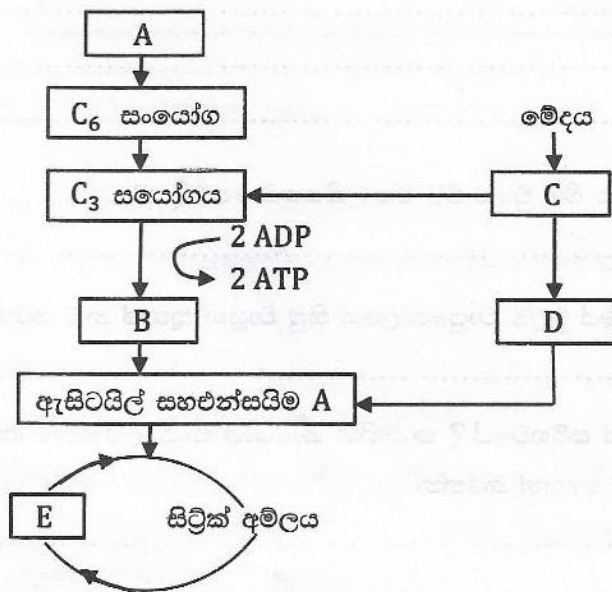 A
C₆ සංයෝග
මේදය
C₃ සයෝගය
C
2 ADP
2 ATP
B
D
ඇසිටයිල් සහඑන්සයිම A
E
සිට්‍රික් අම්ලය